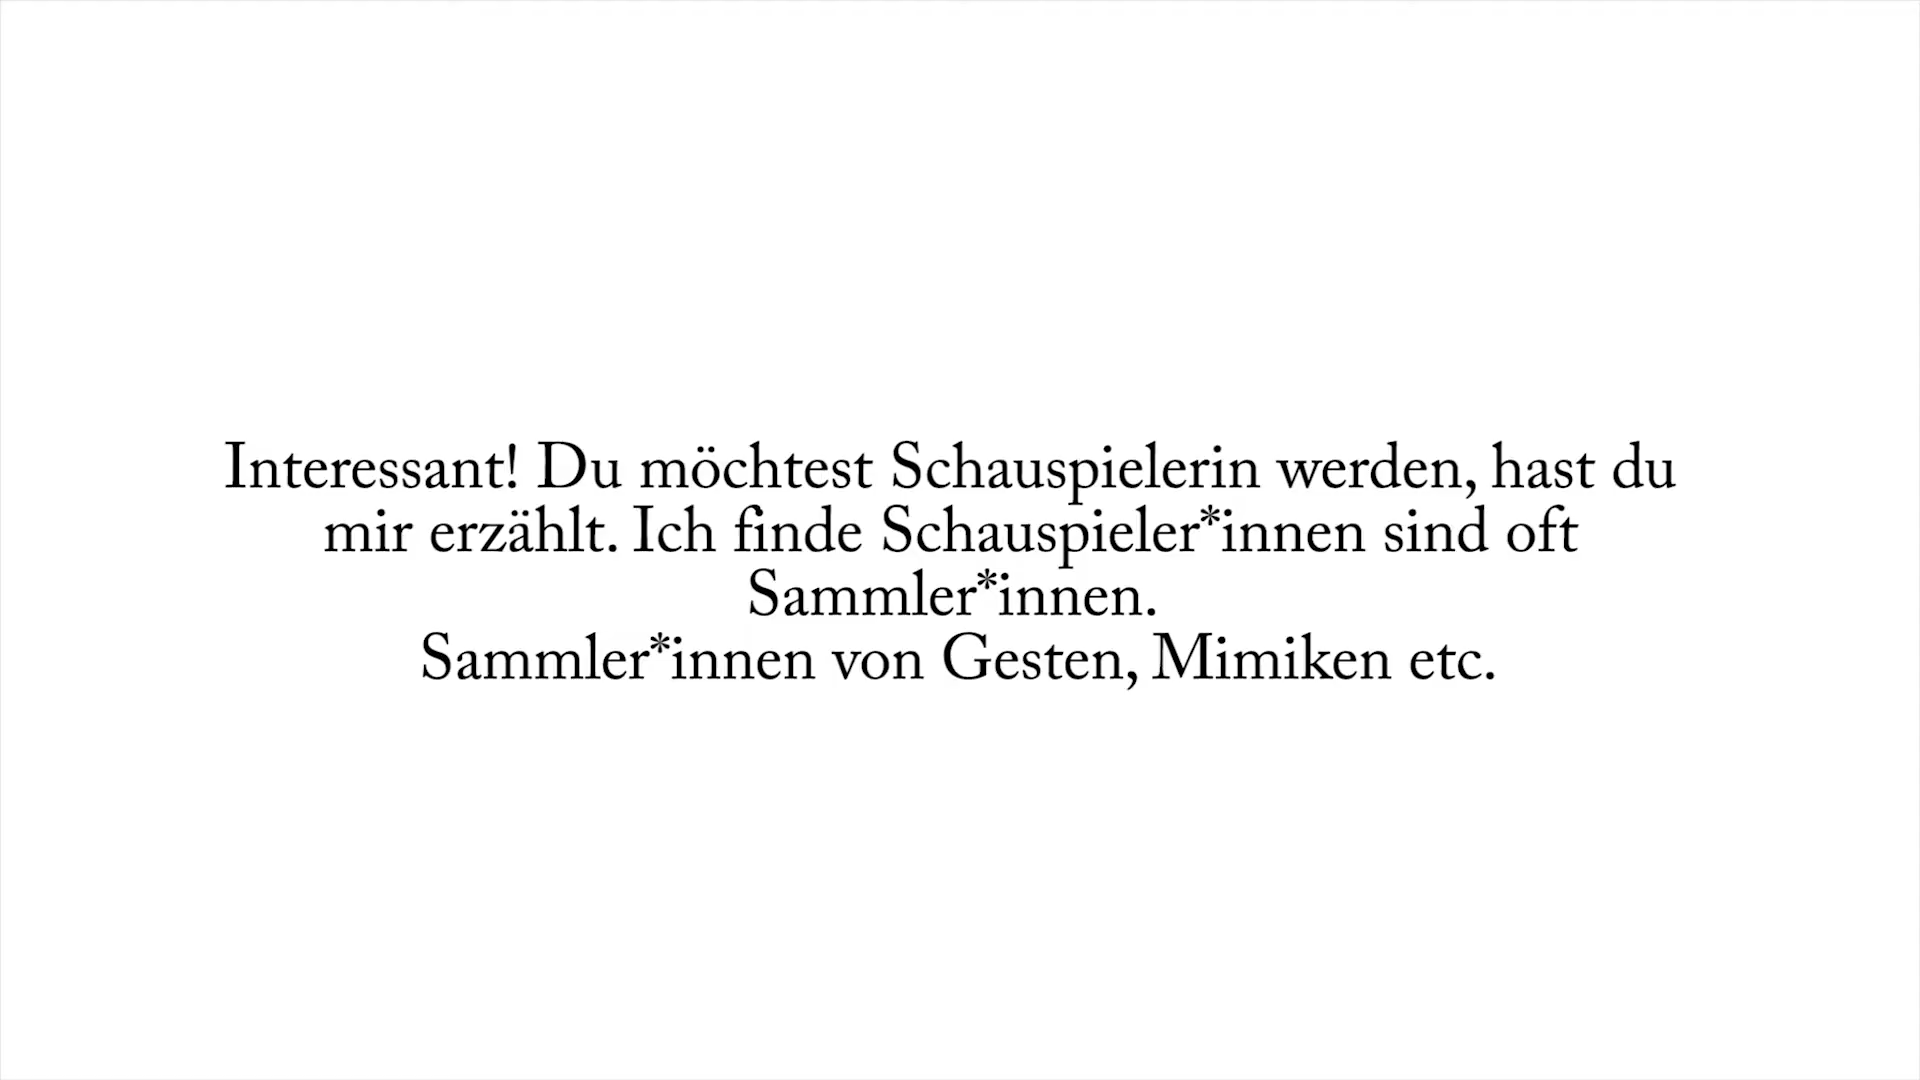 Interessant! Du möchtest Schauspielerin werden, hast du
mir erzählt. Ich finde Schauspieler*innen sind oft
Sammler*innen.
Sammler*innen von Gesten, Mimiken etc.